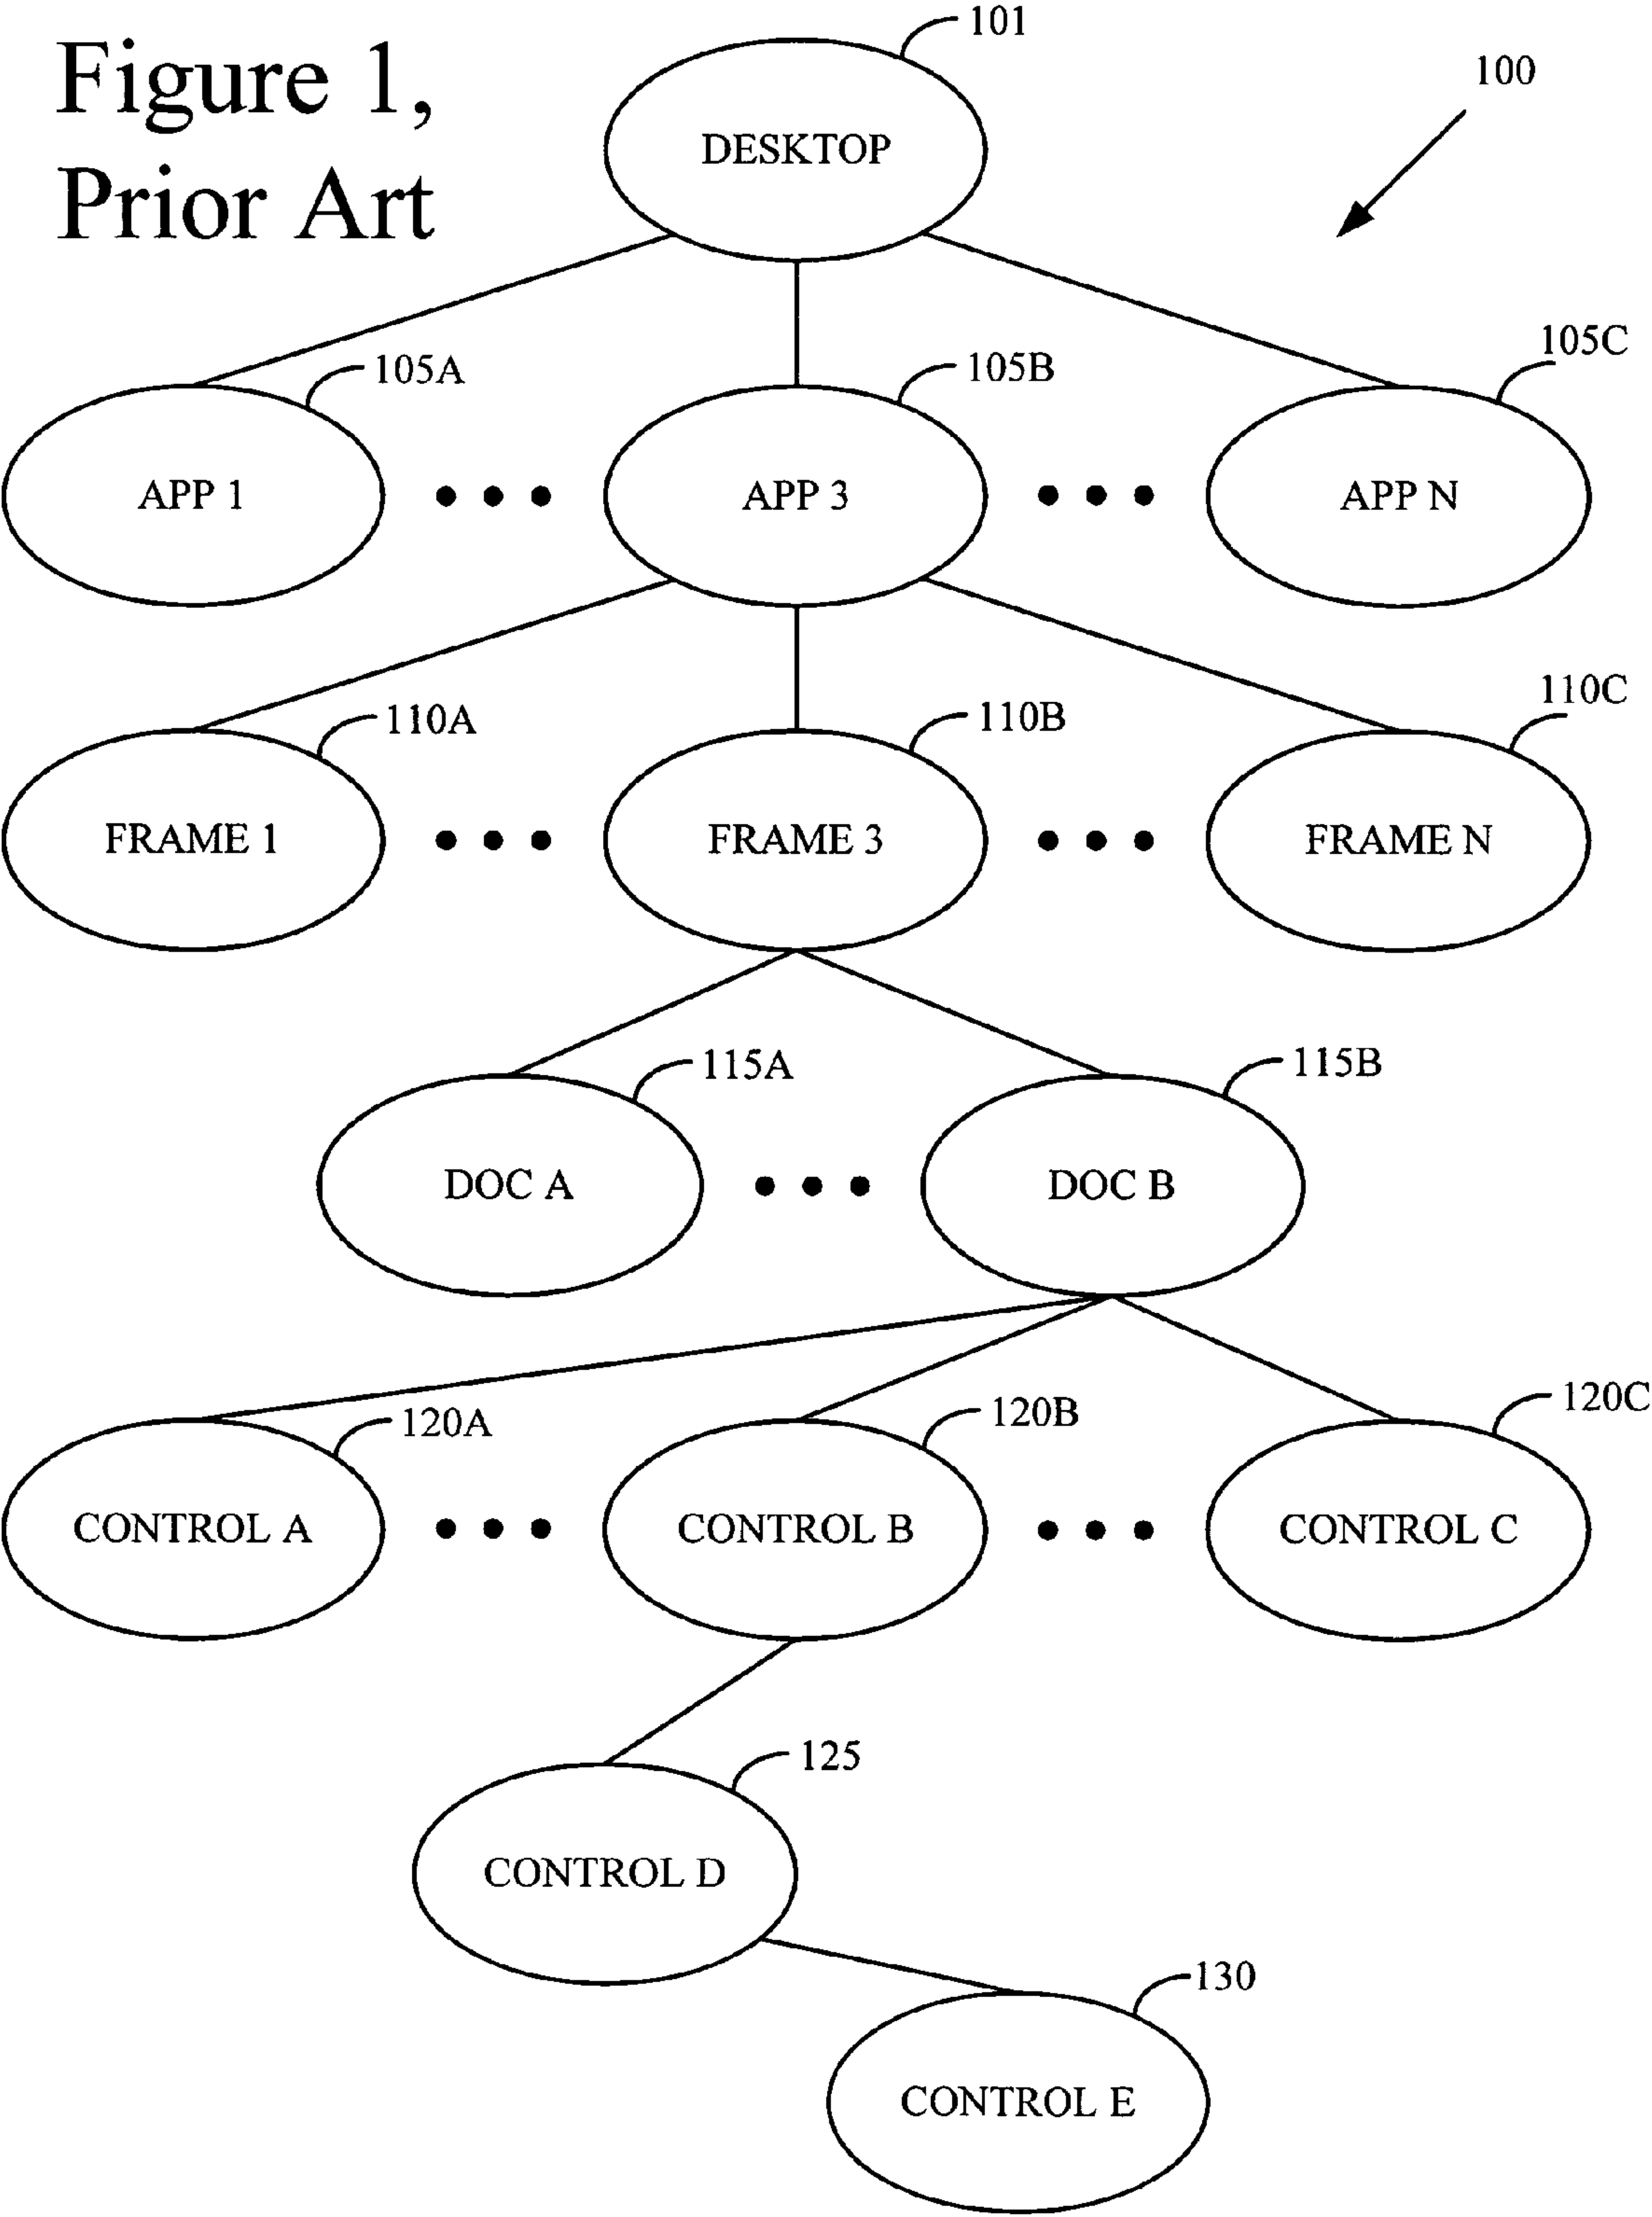 Figure 1,
Prior Art
101
100
DESKTOP
105A
105B
105C
APP 1
APP 3
APP N
110A
110B
110C
FRAME 1
FRAME 3
FRAME N
115A
115B
DOC A
DOC B
120A
120B
120C
CONTROL A
CONTROL B
CONTROL C
125
CONTROL D
130
CONTROL E